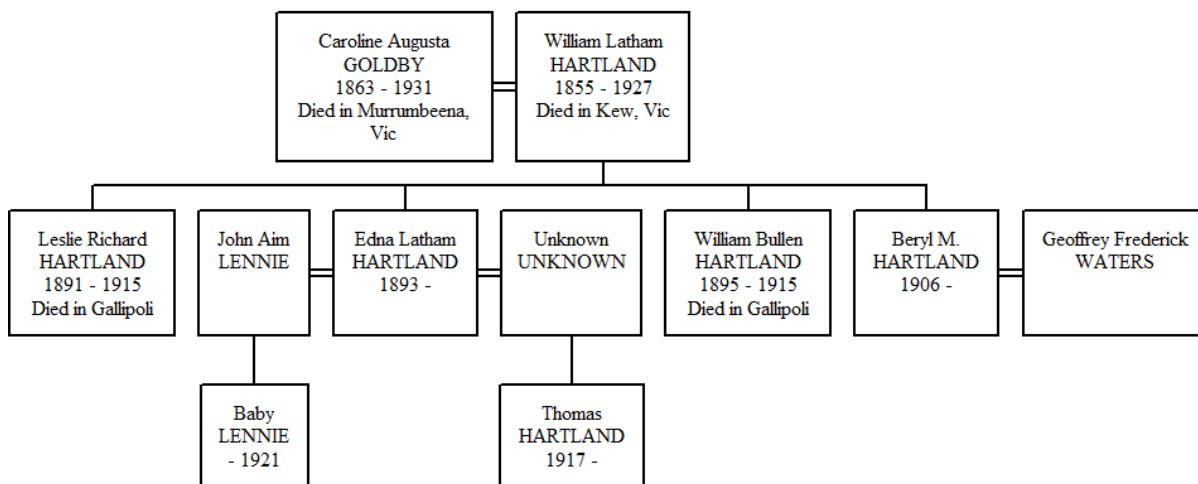 Caroline Augusta
GOLDBY
1863 - 1931
Died in Murrumbeena,
Vic
William Latham
HARTLAND
1855 - 1927
Died in Kew, Vic
Leslie Richard
HARTLAND
1891 - 1915
Died in Gallipoli
John Aim
LENNIE
Edna Latham
HARTLAND
1893 -
Unknown
UNKNOWN
William Bullen
HARTLAND
1895 - 1915
Died in Gallipoli
Beryl M.
HARTLAND
1906 -
Geoffrey Frederick
WATERS
Baby
LENNIE
- 1921
Thomas
HARTLAND
1917 -